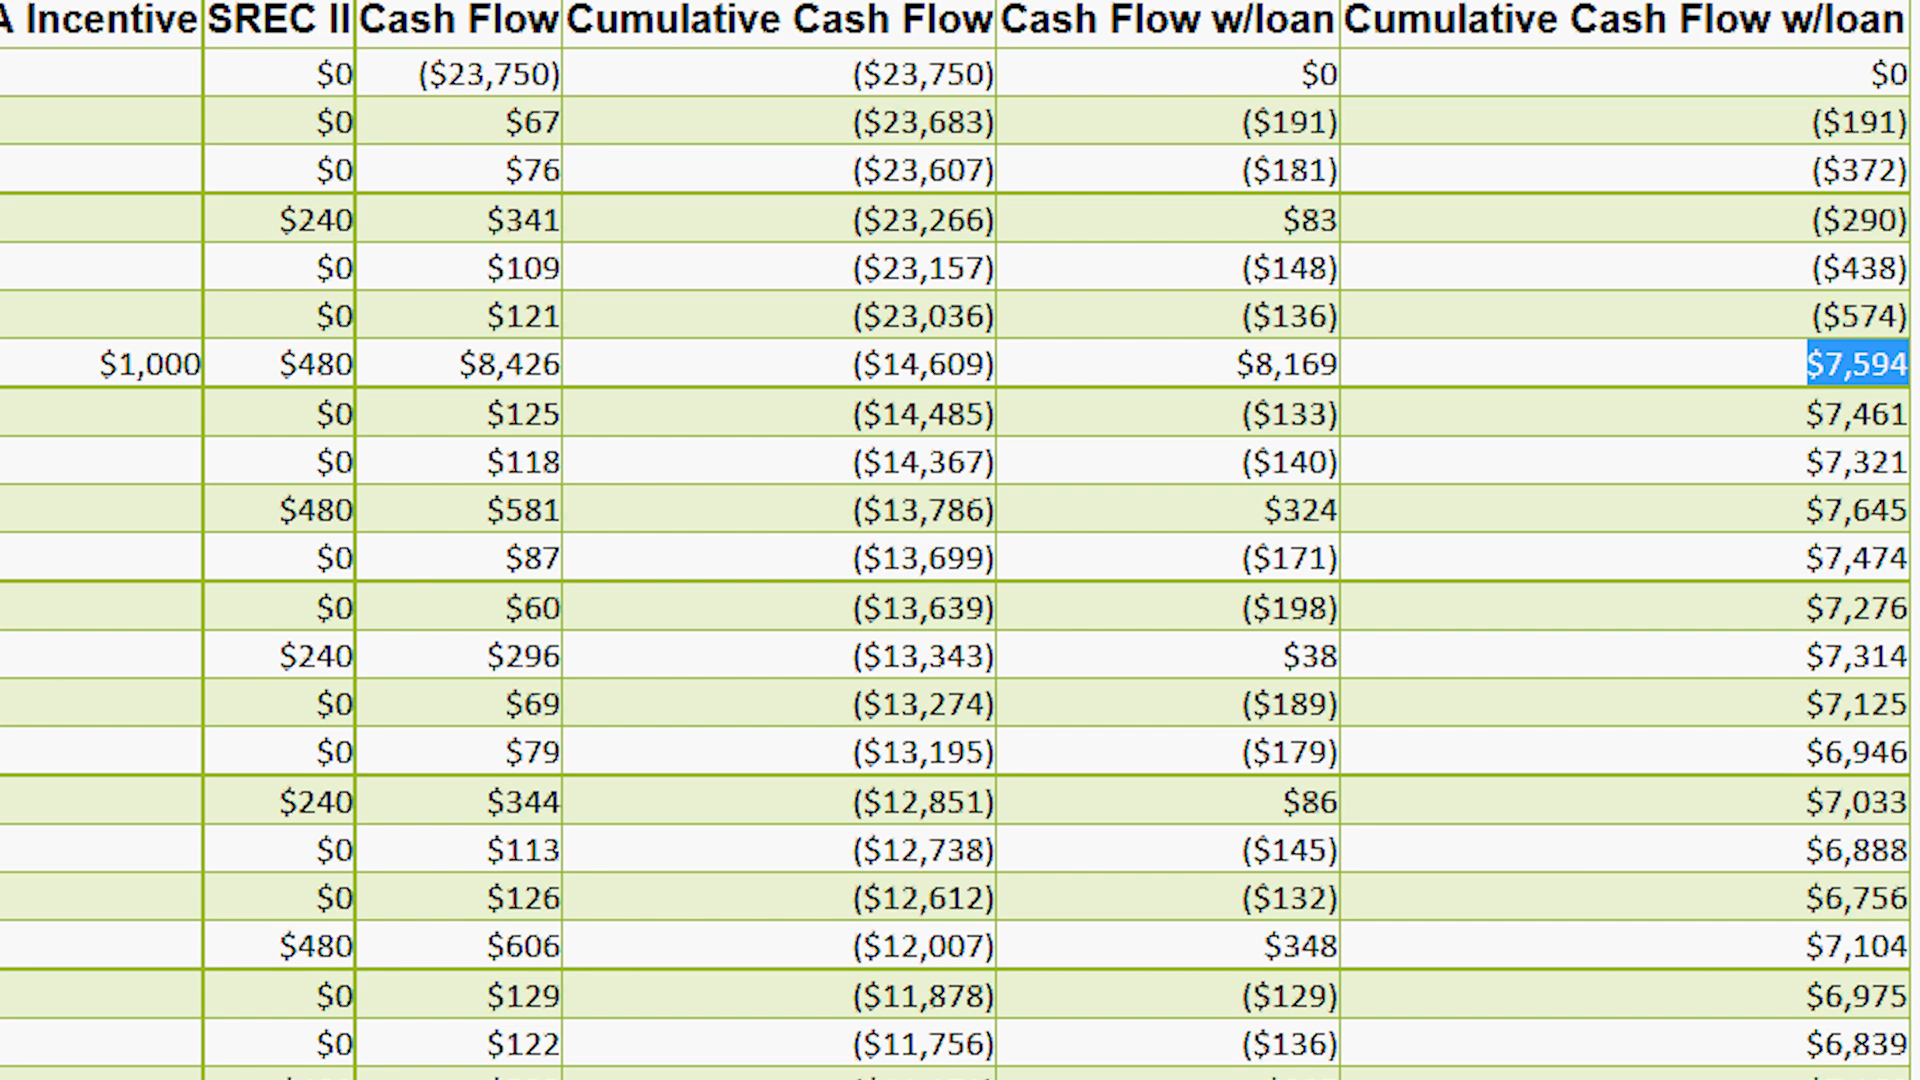 A Incentive SREC II Cash Flow Cumulative Cash Flow Cash Flow w/loan Cumulative Cash Flow w/loan
$0 ($23,750) ($23,750) $0 $0
$0 $67 ($23,683) ($191) ($191)
$0 $76 ($23,607) ($181) ($372)
$240 $341 ($23,266) $83 ($290)
$0 $109 ($23,157) ($148) ($438)
$0 $121 ($23,036) ($136) ($574)
$1,000 $480 $8,426 ($14,609) $8,169 $7,594
$0 $125 ($14,485) ($133) $7,461
$0 $118 ($14,367) ($140) $7,321
$480 $581 ($13,786) $324 $7,645
$0 $87 ($13,699) ($171) $7,474
$0 $60 ($13,639) ($198) $7,276
$240 $296 ($13,343) $38 $7,314
$0 $69 ($13,274) ($189) $7,125
$0 $79 ($13,195) ($179) $6,946
$240 $344 ($12,851) $86 $7,033
$0 $113 ($12,738) ($145) $6,888
$0 $126 ($12,612) ($132) $6,756
$480 $606 ($12,007) $348 $7,104
$0 $129 ($11,878) ($129) $6,975
$0 $122 ($11,756) ($136) $6,839